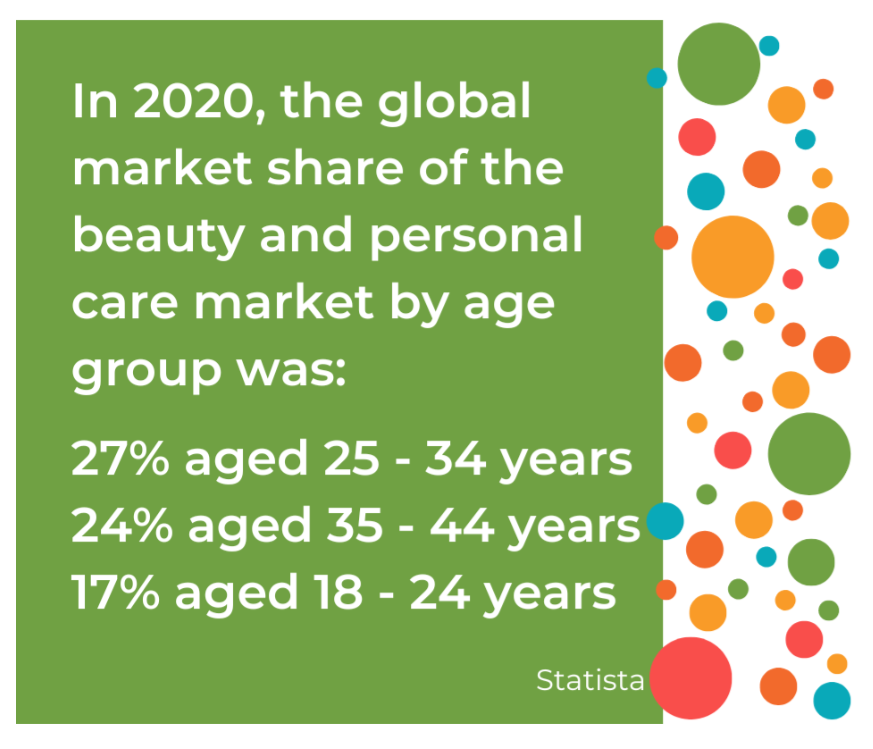 In 2020, the global
market share of the
beauty and personal
care market by age
group was:
27% aged 25 - 34 years
24% aged 35 - 44 years
17% aged 18 - 24 years
Statista